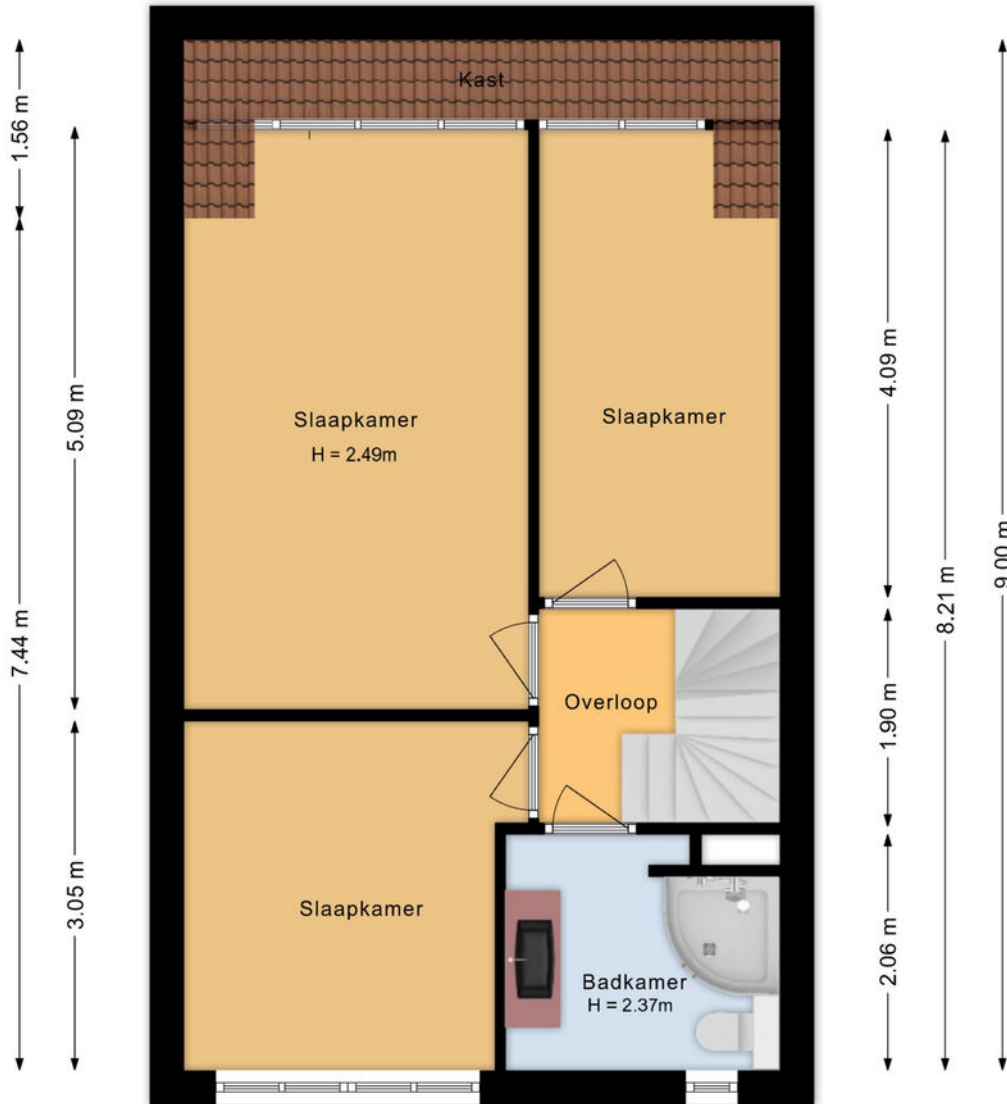 Kast
1.56 m
5.09 m
7.44 m
3.05 m
Slaapkamer
H = 2.49m
Slaapkamer
Overloop
Slaapkamer
Badkamer
H = 2.37m
4.09 m
1.90 m
2.06 m
8.21 m
9.00 m